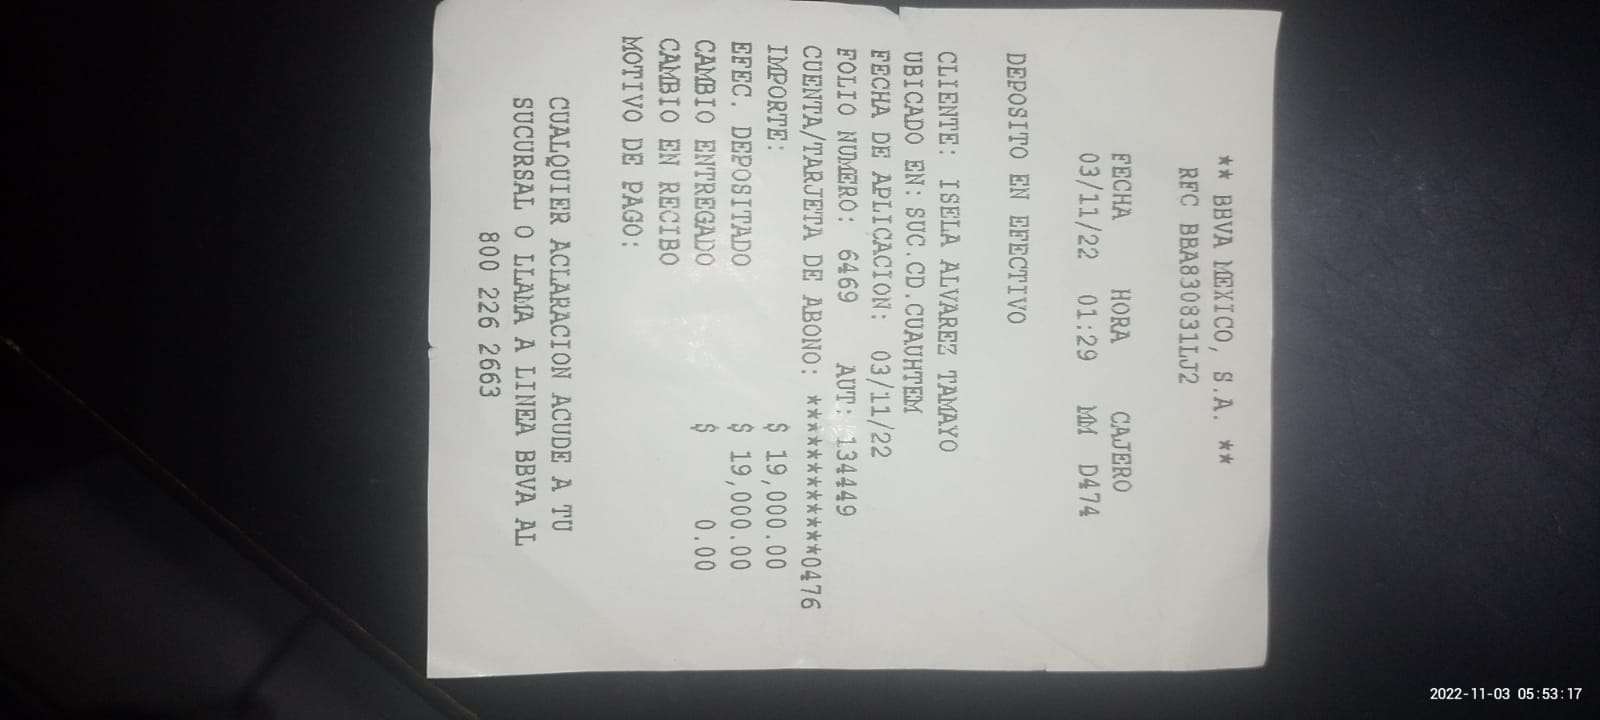 ** BBVA MEXICO, S.A. **
RFC BBA830831LJ2
FECHA HORA CAJERO
03/11/22 01:29 MM D474
DEPOSITO EN EFECTIVO
CLIENTE: ISELA ALVAREZ TAMAYO
UBICADO EN: SUC.CD.CUAUHTEM
FECHA DE APLICACION: 03/11/22
FOLIO NUMERO: 6469 AUT: 134449
CUENTA/TARJETA DE ABONO: **************0476
IMPORTE: $ 19,000.00
EFEC. DEPOSITADO $ 19,000.00
CAMBIO ENTREGADO $ 0.00
CAMBIO EN RECIBO
MOTIVO DE PAGO:
CUALQUIER ACLARACION ACUDE A TU
SUCURSAL O LLAMA A LINEA BBVA AL
800 226 2663
2022-11-03 05:53:17